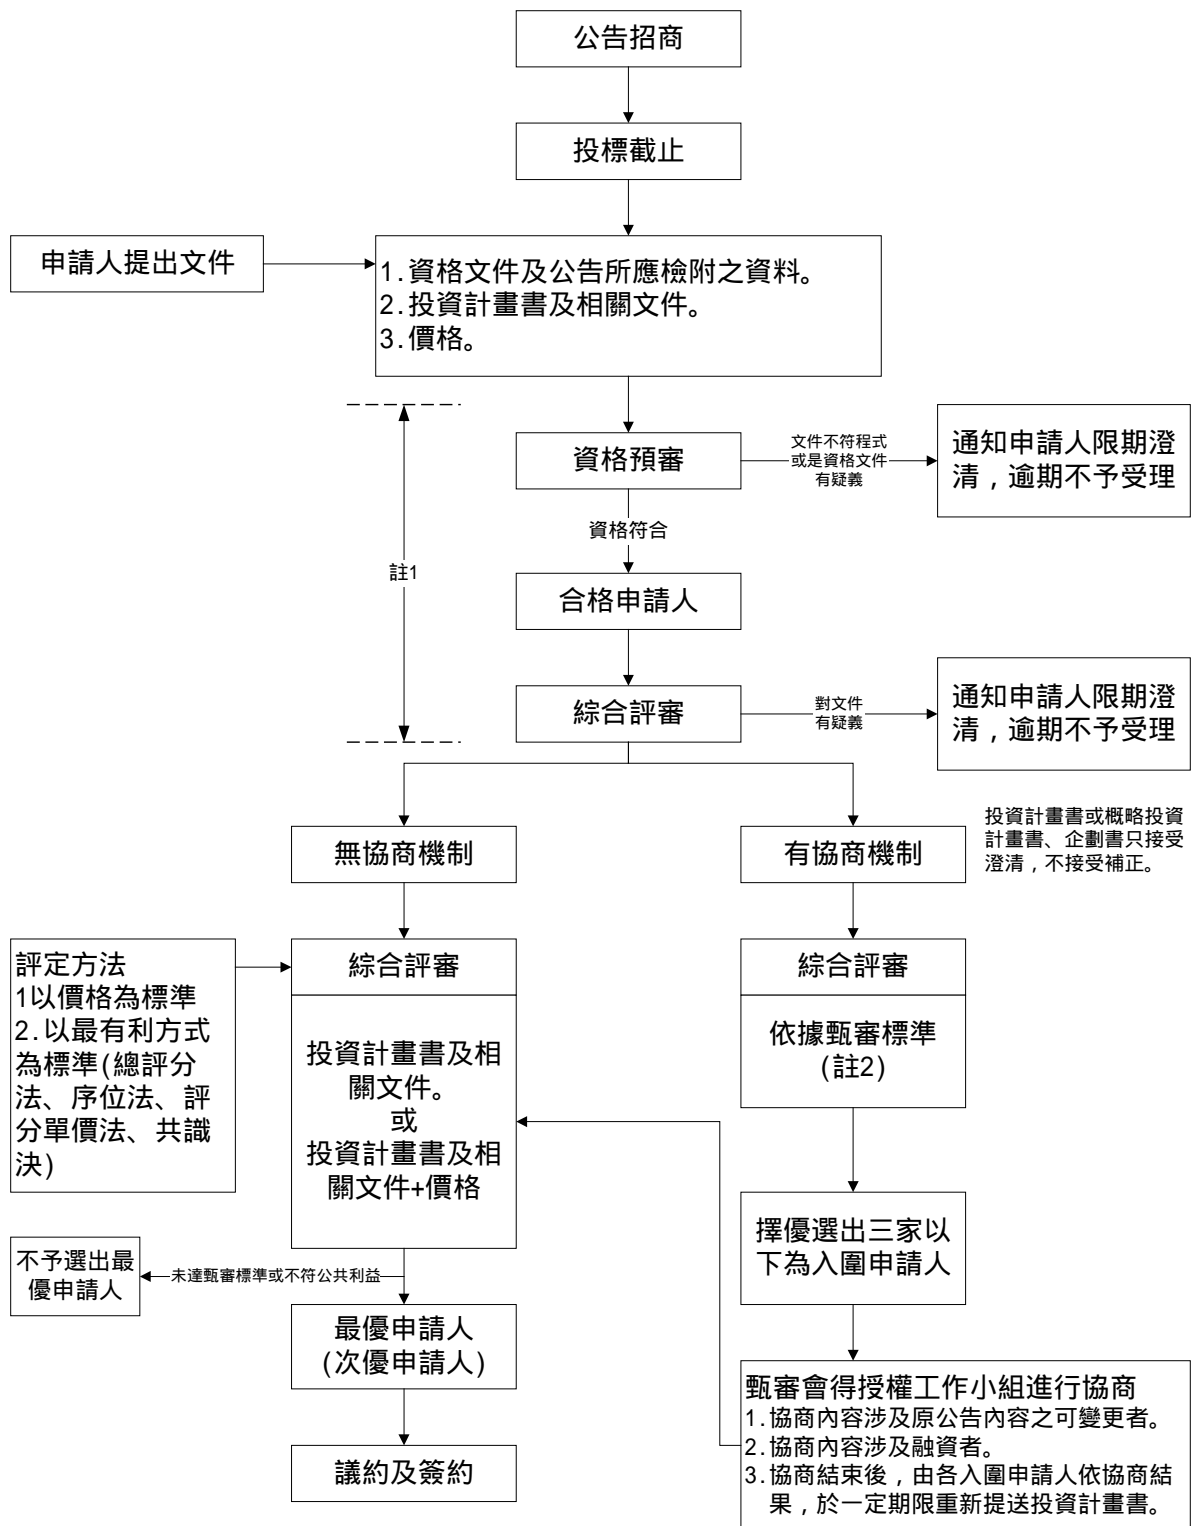 公告招商
投標截止
申請人提出文件
1.資格文件及公告所應檢附之資料。
2.投資計畫書及相關文件。
3.價格。
資格預審
文件不符程式
或是資格文件
有疑義
通知申請人限期澄
清，逾期不予受理
資格符合
註1
合格申請人
綜合評審
對文件
有疑義
通知申請人限期澄
清，逾期不予受理
無協商機制
有協商機制
投資計畫書或概略投資
計畫書、企劃書只接受
澄清，不接受補正。
評定方法
1以價格為標準
2.以最有利方式
為標準(總評分
法、序位法、評
分單價法、共識
決)
綜合評審
投資計畫書及相
關文件。
或
投資計畫書及相
關文件+價格
綜合評審
依據甄審標準
(註2)
擇優選出三家以
下為入圍申請人
不予選出最
優申請人
未達甄審標準或不符公共利益
最優申請人
(次優申請人)
議約及簽約
甄審會得授權工作小組進行協商
1.協商內容涉及原公告內容之可變更者。
2.協商內容涉及融資者。
3.協商結束後，由各入圍申請人依協商結
果，於一定期限重新提送投資計畫書。